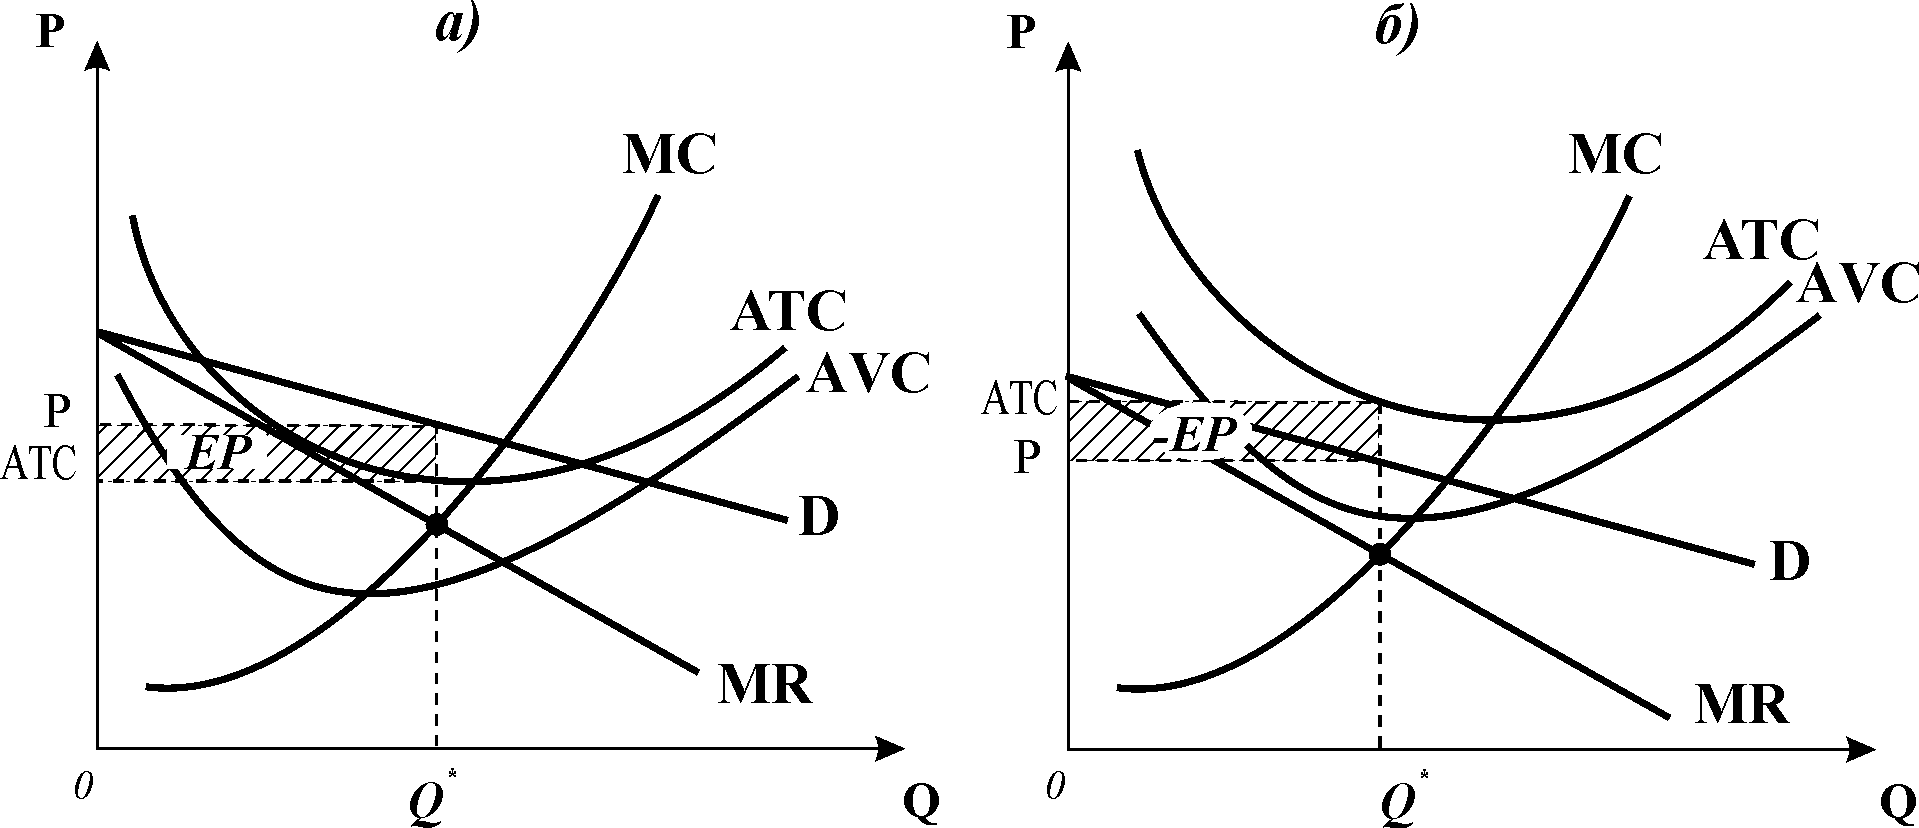 а)
P
MC
ATC
AVC
P
EP
ATC
D
MR
0
Q*
Q
б)
P
MC
ATC
AVC
ATC
-EP
P
D
MR
0
Q*
Q